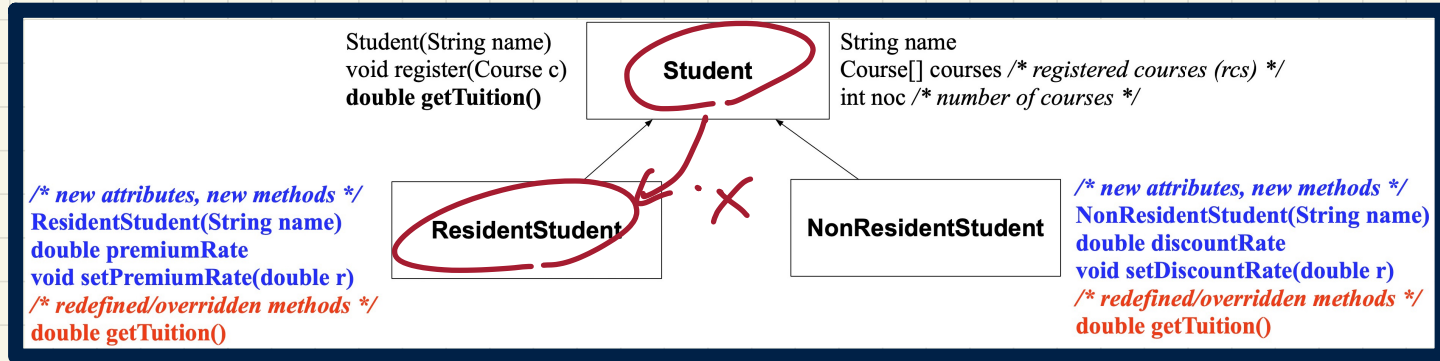 Student(String name)
void register(Course c)
double getTuition()
Student
String name
Course[] courses /* registered courses (rcs) */
int noc /* number of courses */
/* new attributes, new methods */
ResidentStudent(String name)
double premiumRate
void setPremiumRate(double r)
/* redefined/overridden methods */
double getTuition()
ResidentStudent
X
NonResidentStudent
/* new attributes, new methods */
NonResidentStudent(String name)
double discountRate
void setDiscountRate(double r)
/* redefined/overridden methods */
double getTuition()